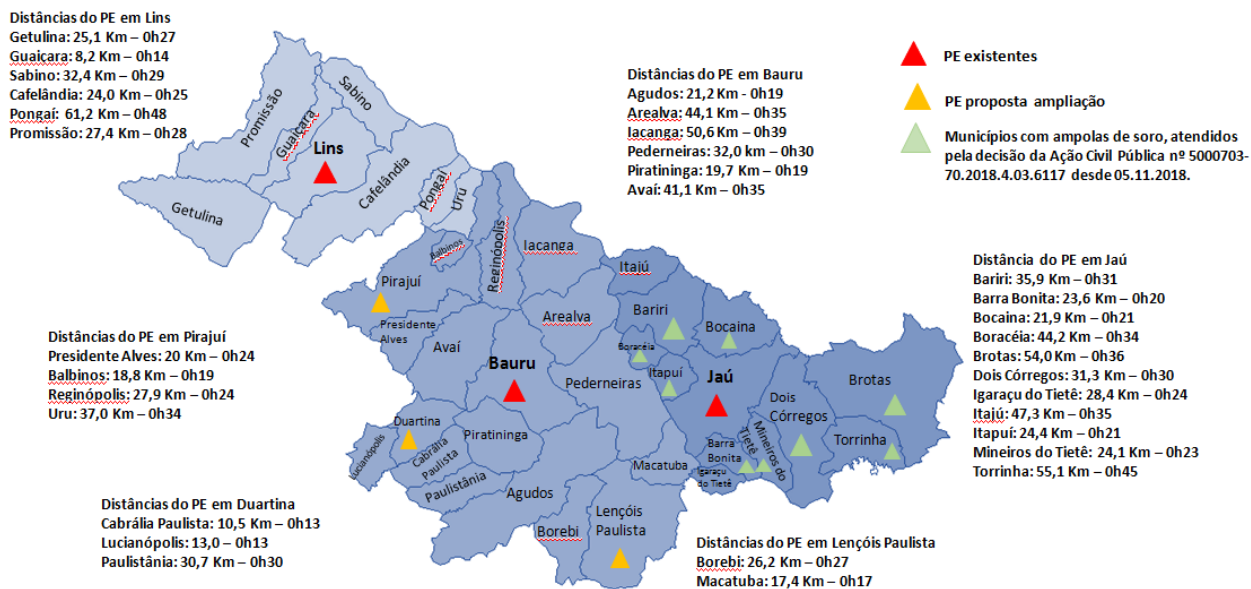 Distâncias do PE em Lins
Getulina: 25,1 Km – 0h27
Guaiçara: 8,2 Km – 0h14
Sabino: 32,4 Km – 0h29
Cafelândia: 24,0 Km – 0h25
Pongaí: 61,2 Km – 0h48
Promissão: 27,4 Km – 0h28
Distâncias do PE em Bauru
Agudos: 21,2 Km - 0h19
Arealva: 44,1 Km – 0h35
Iacanga: 50,6 Km – 0h39
Pederneiras: 32,0 Km – 0h30
Piratininga: 19,7 Km – 0h19
Avaí: 41,1 Km – 0h35
PE existentes
PE proposta ampliação
Municípios com ampolas de soro, atendidos
pela decisão da Ação Civil Pública nº 5000703-
70.2018.4.03.6117 desde 05.11.2018.
Promissão
Guaiçara
Sabino
Lins
Getulina
Cafelândia
Pongaí
Uru
Balbinos
Reginópolis
Iacanga
Pirajuí
Presidente
Alves
Avaí
Arealva
Bauru
Itajú
Bariri
Bocaina
Boracéia
Itapuí
Jaú
Pederneiras
Dois
Córregos
Brotas
Torrinha
Barra
Bonita
Mineiros do
Tietê
Igaraçu
do Tietê
Macatuba
Duartina
Lucianópolis
Cabrália
Paulista
Piratininga
Paulistânia
Agudos
Borebi
Lençóis
Paulista
Distâncias do PE em Pirajuí
Presidente Alves: 20 Km – 0h24
Balbinos: 18,8 Km – 0h19
Reginópolis: 27,9 Km – 0h24
Uru: 37,0 Km – 0h34
Distância do PE em Jaú
Bariri: 35,9 Km – 0h31
Barra Bonita: 23,6 Km – 0h20
Bocaina: 21,9 Km – 0h21
Boracéia: 44,2 Km – 0h34
Brotas: 54,0 Km – 0h36
Dois Córregos: 31,3 Km – 0h30
Igaraçu do Tietê: 28,4 Km – 0h24
Itajú: 47,3 Km – 0h35
Itapuí: 24,4 Km – 0h21
Mineiros do Tietê: 24,1 Km – 0h23
Torrinha: 55,1 Km – 0h45
Distâncias do PE em Duartina
Cabrália Paulista: 10,5 Km – 0h13
Lucianópolis: 13,0 – 0h13
Paulistânia: 30,7 Km – 0h30
Distâncias do PE em Lençóis Paulista
Borebi: 26,2 Km – 0h27
Macatuba: 17,4 Km – 0h17